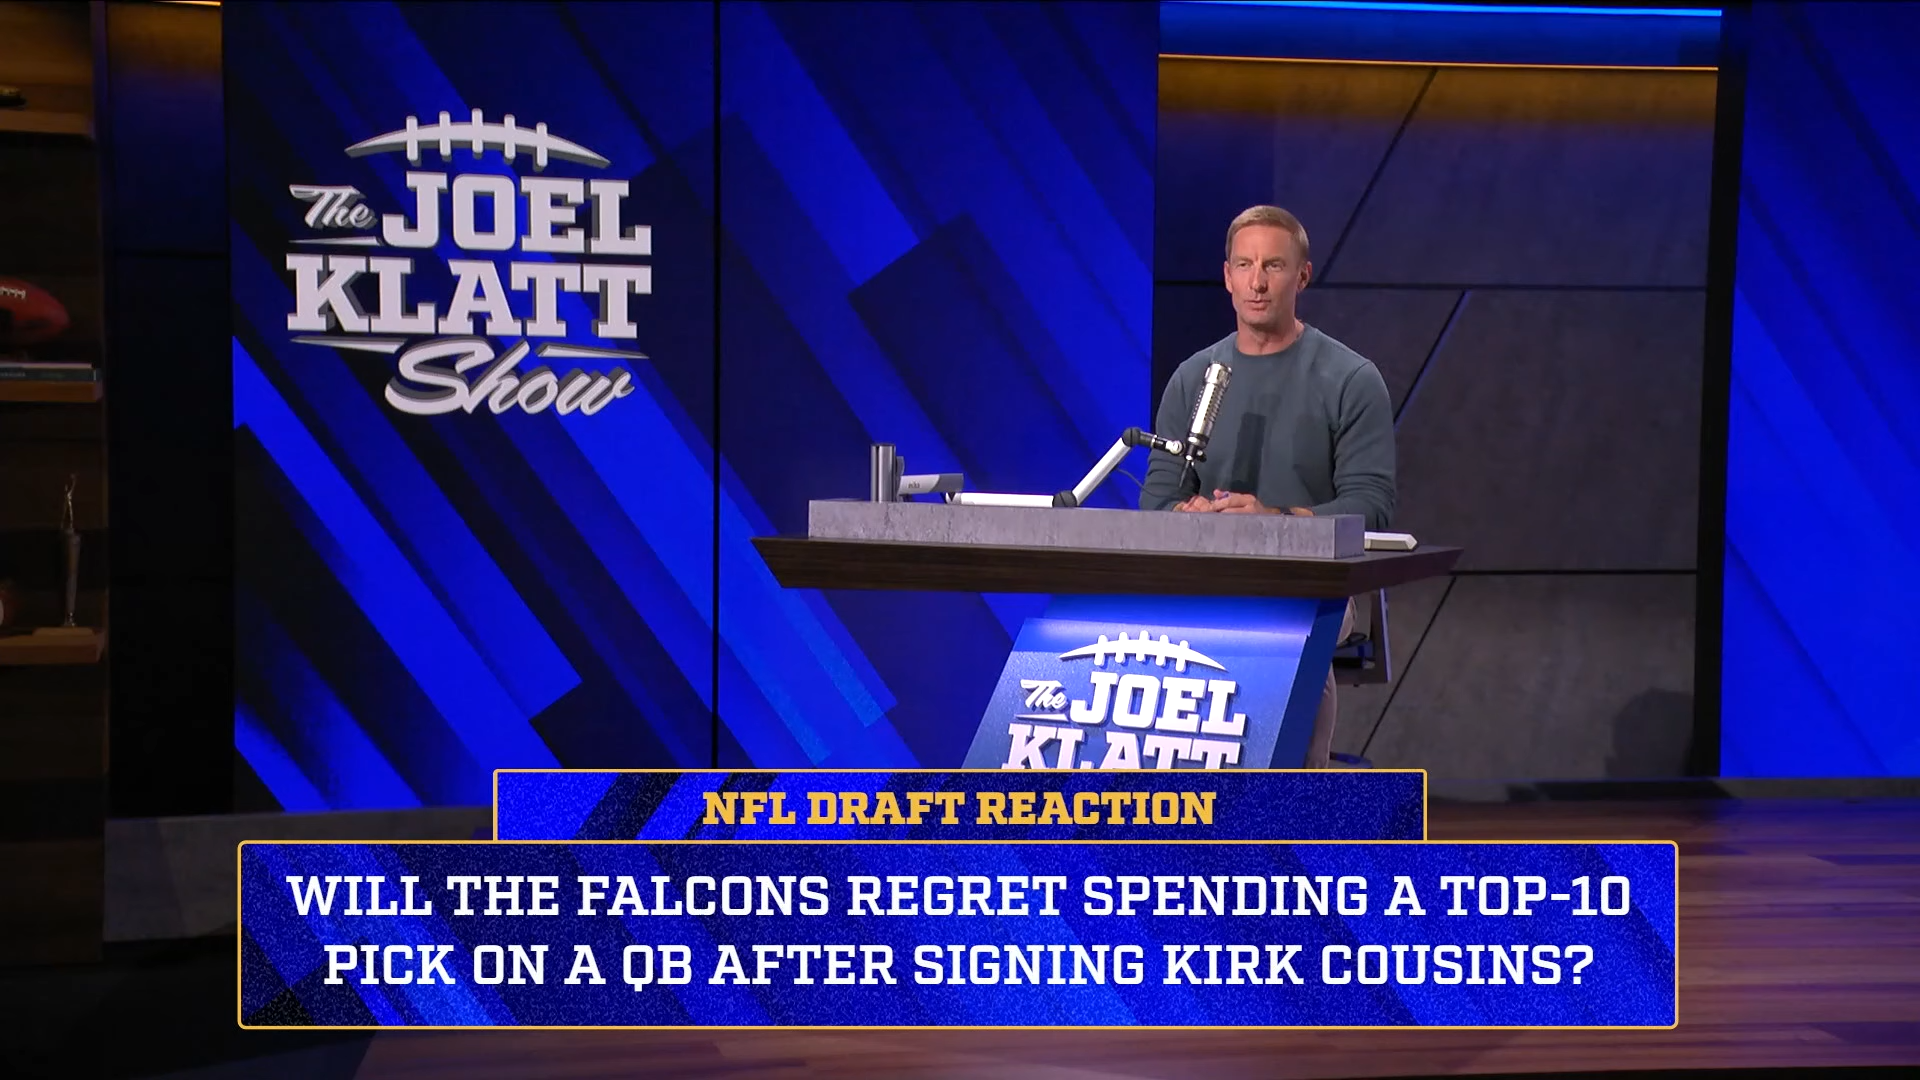 The JOEL
KLATT
Show
The JOEL
KLATT
NFL DRAFT REACTION
WILL THE FALCONS REGRET SPENDING A TOP-10
PICK ON A QB AFTER SIGNING KIRK COUSINS?